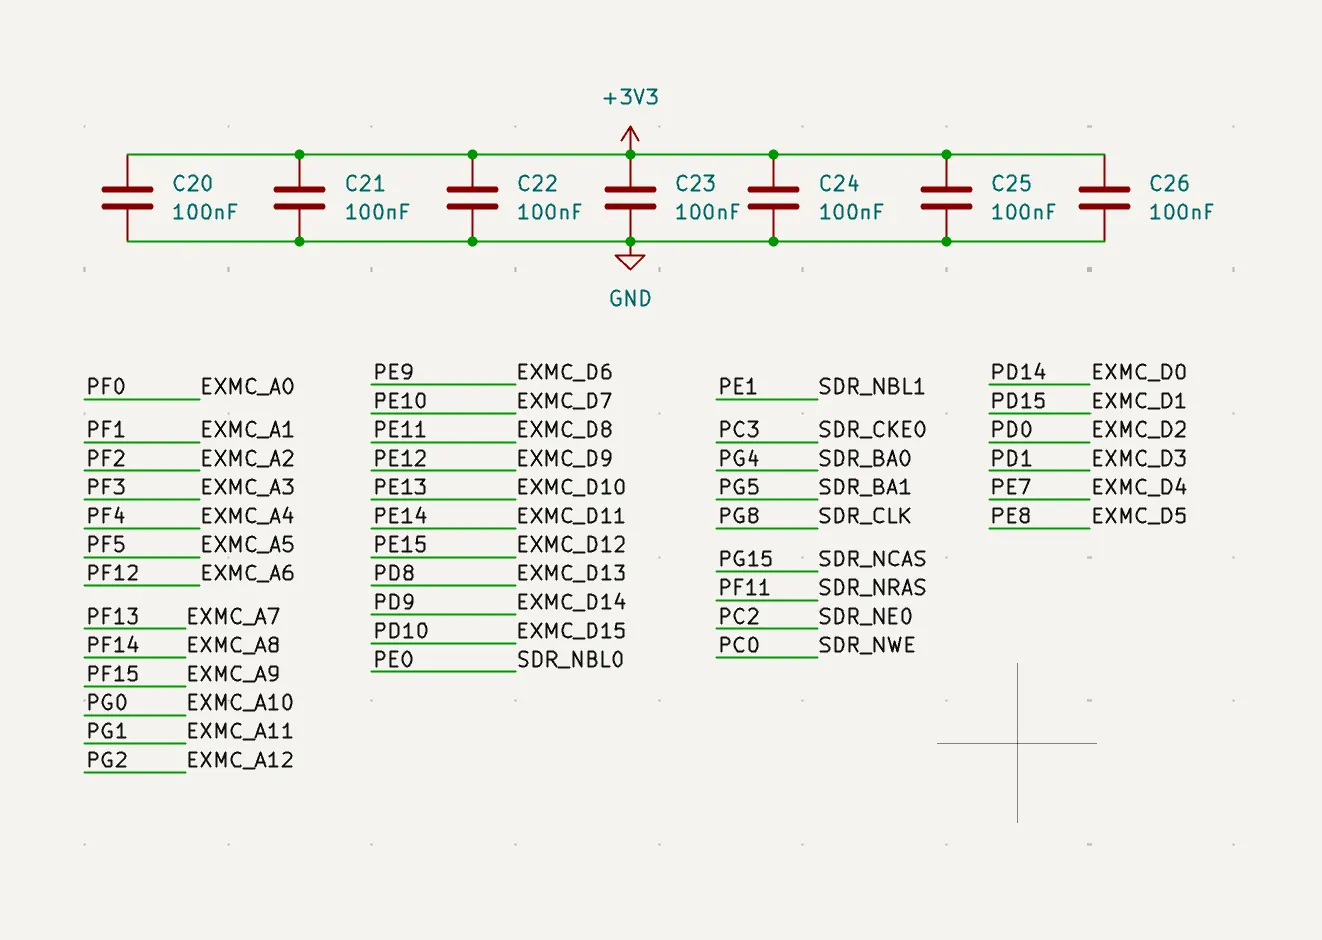 +3V3
C20
100nF
C21
100nF
C22
100nF
C23
100nF
C24
100nF
C25
100nF
C26
100nF
GND
PF0 EXMC_A0
PF1 EXMC_A1
PF2 EXMC_A2
PF3 EXMC_A3
PF4 EXMC_A4
PF5 EXMC_A5
PF12 EXMC_A6
PF13 EXMC_A7
PF14 EXMC_A8
PF15 EXMC_A9
PG0 EXMC_A10
PG1 EXMC_A11
PG2 EXMC_A12
PE9 EXMC_D6
PE10 EXMC_D7
PE11 EXMC_D8
PE12 EXMC_D9
PE13 EXMC_D10
PE14 EXMC_D11
PE15 EXMC_D12
PD8 EXMC_D13
PD9 EXMC_D14
PD10 EXMC_D15
PE0 SDR_NBL0
PE1 SDR_NBL1
PC3 SDR_CKE0
PG4 SDR_BA0
PG5 SDR_BA1
PG8 SDR_CLK
PG15 SDR_NCAS
PF11 SDR_NRAS
PC2 SDR_NE0
PC0 SDR_NWE
PD14 EXMC_D0
PD15 EXMC_D1
PD0 EXMC_D2
PD1 EXMC_D3
PE7 EXMC_D4
PE8 EXMC_D5